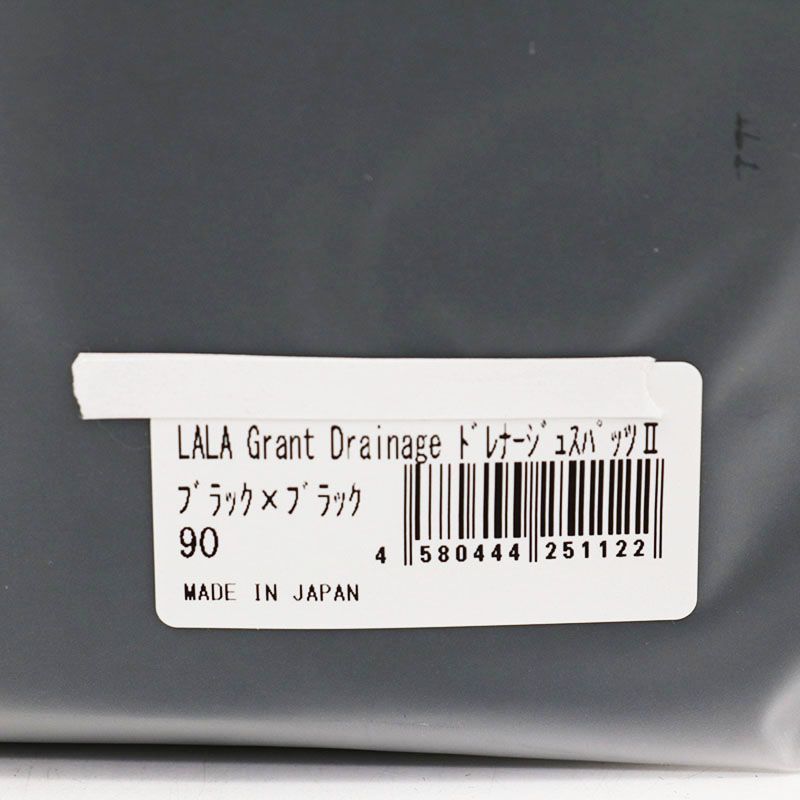 LALA Grant Drainage ﾄﾞﾚﾅｰｼﾞｭｽﾊﾟｯﾂⅡ
ﾌﾞﾗｯｸ×ﾌﾞﾗｯｸ
90
4 580444 251122
MADE IN JAPAN